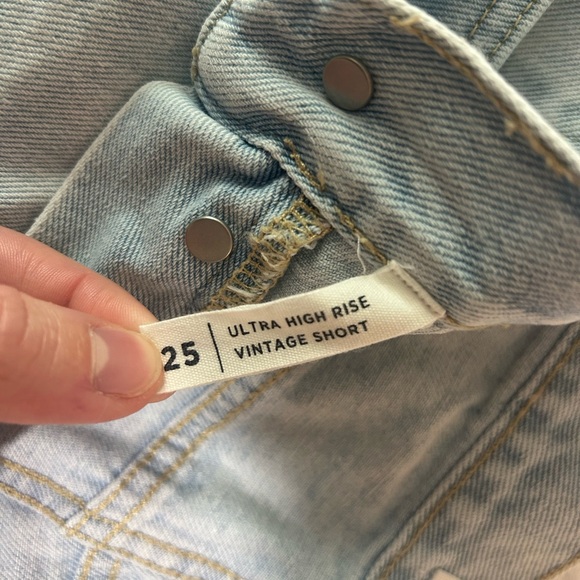 25 | ULTRA HIGH RISE
VINTAGE SHORT